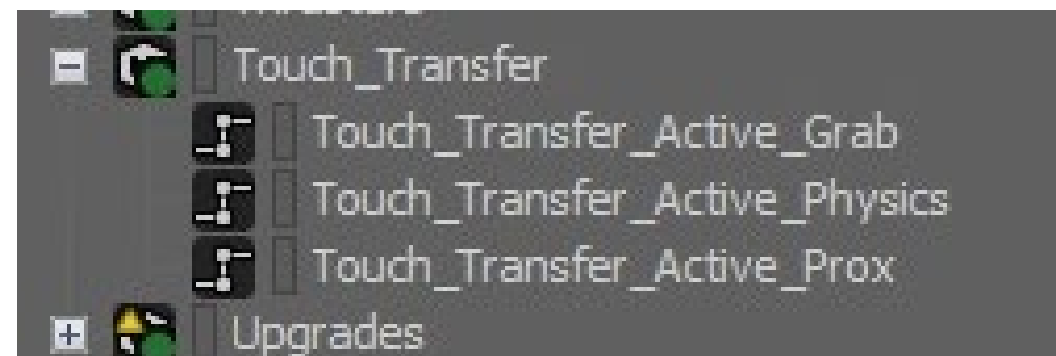 Touch_Transfer
Touch_Transfer_Active_Grab
Touch_Transfer_Active_Physics
Touch_Transfer_Active_Prox
Upgrades